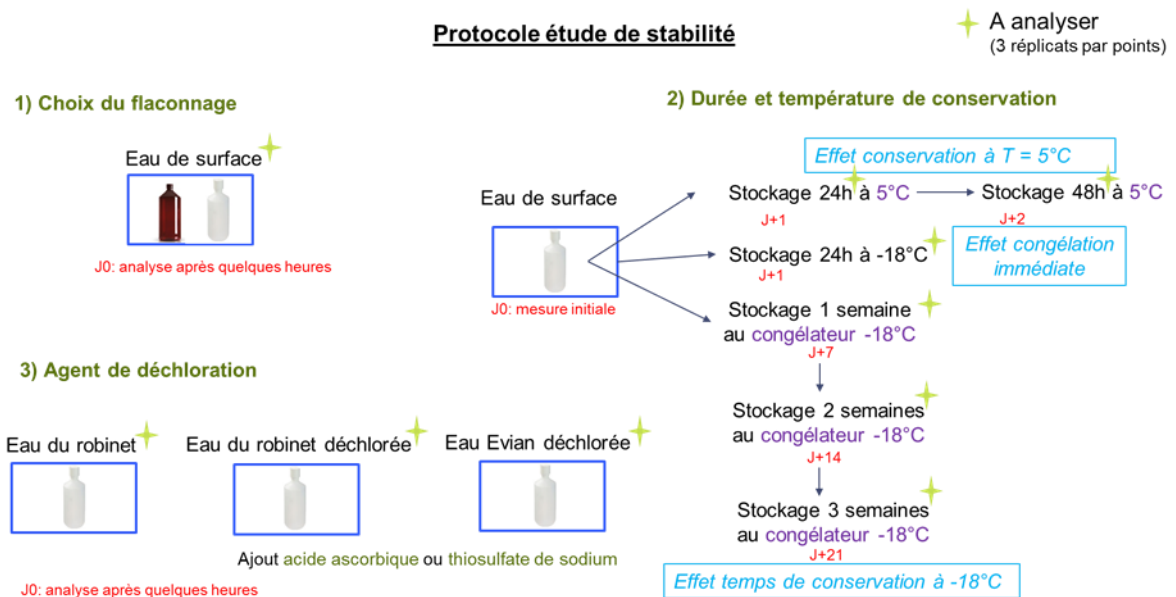 Protocole étude de stabilité
A analyser
(3 réplicats par points)
1) Choix du flaconnage
Eau de surface
J0: analyse après quelques heures
2) Durée et température de conservation
Effet conservation à T = 5°C
Eau de surface
J0: mesure initiale
Stockage 24h à 5°C
J+1
Stockage 48h à 5°C
J+2
Stockage 24h à -18°C
J+1
Effet congélation
immédiate
Stockage 1 semaine
au congélateur -18°C
J+7
Stockage 2 semaines
au congélateur -18°C
J+14
Stockage 3 semaines
au congélateur -18°C
J+21
Effet temps de conservation à -18°C
3) Agent de déchloration
Eau du robinet
Eau du robinet déchlorée
Eau Evian déchlorée
Ajout acide ascorbique ou thiosulfate de sodium
J0: analyse après quelques heures